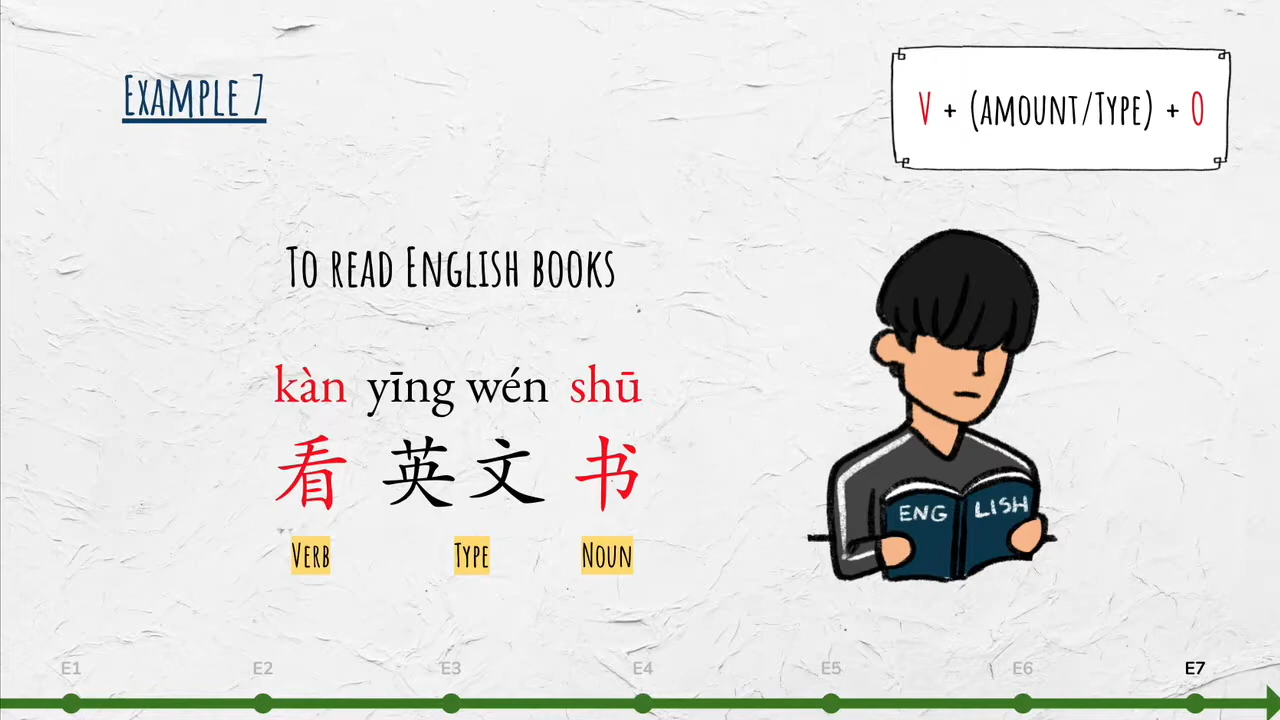 Example 7
V + (amount/Type) + O
To read English books
kàn yīng wén shū
看 英文 书
Verb Type Noun
ENG LISH
E1 E2 E3 E4 E5 E6 E7